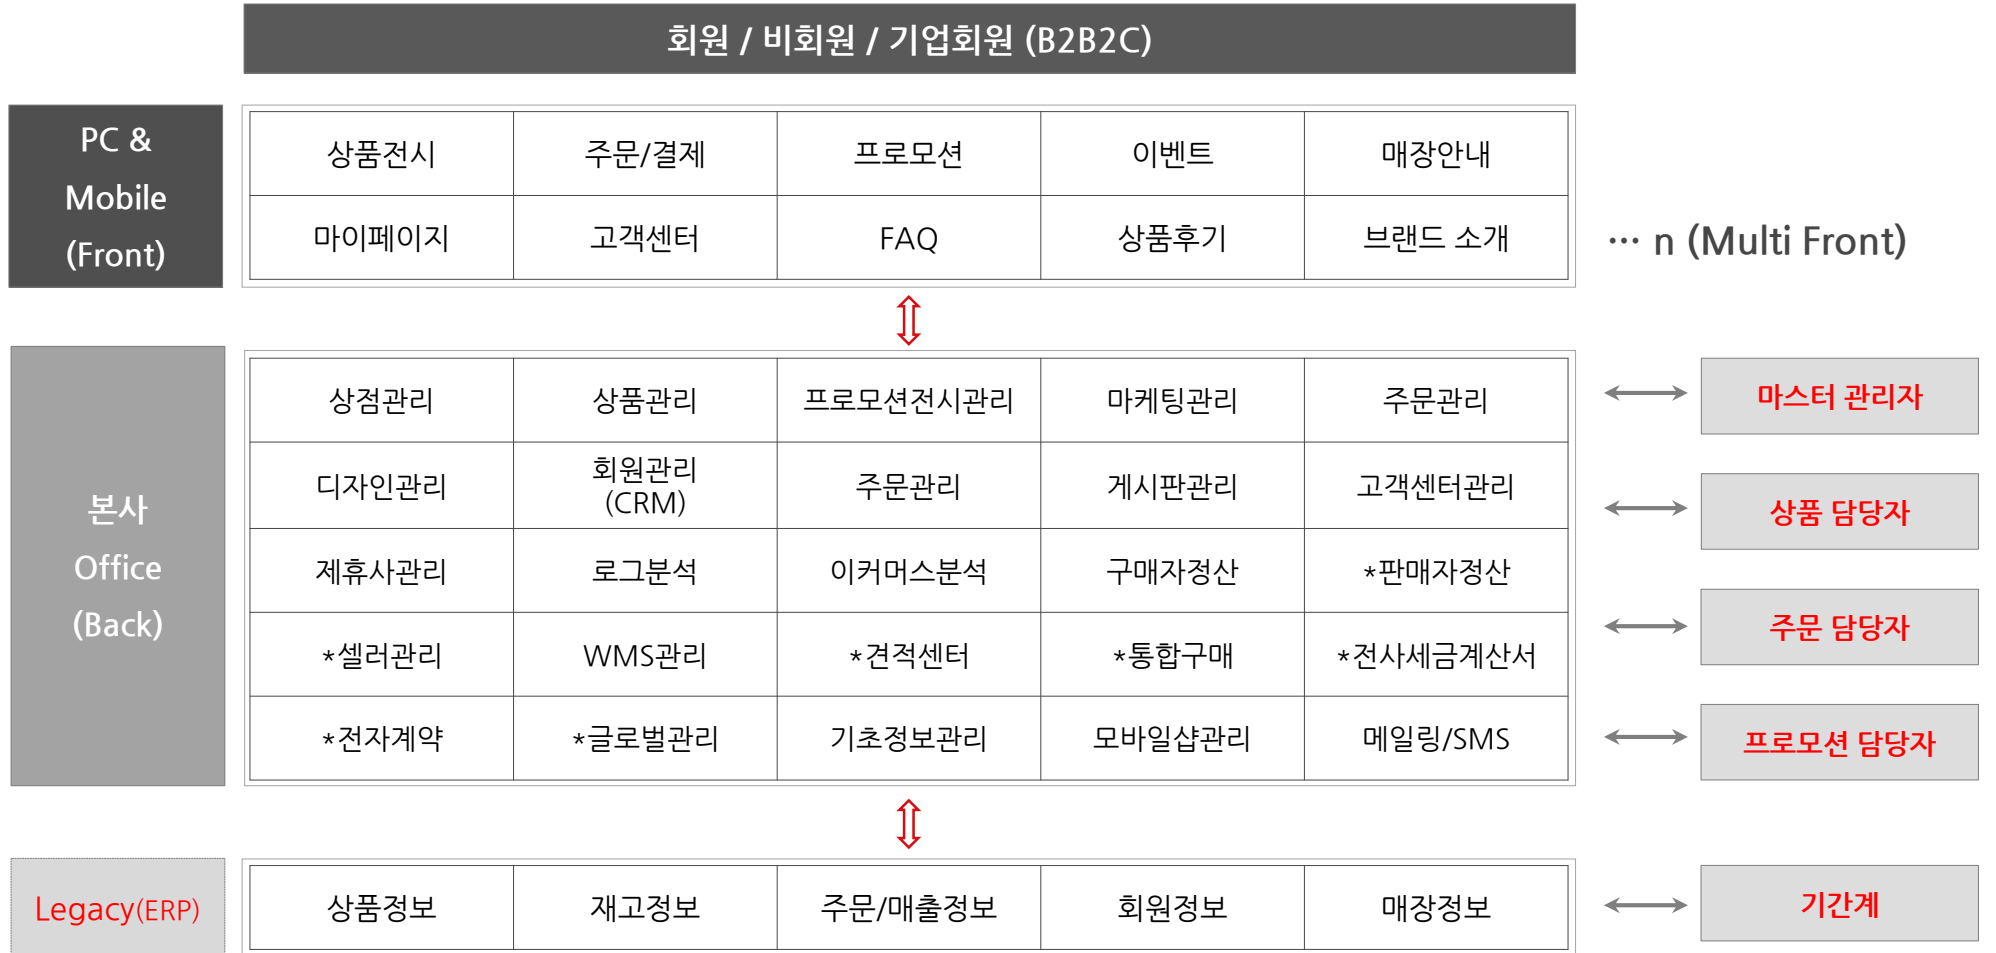 회원 / 비회원 / 기업회원 (B2B2C)
PC &
Mobile
(Front)
상품전시
주문/결제
프로모션
이벤트
매장안내
마이페이지
고객센터
FAQ
상품후기
브랜드 소개
··· n (Multi Front)
본사
Office
(Back)
상점관리
상품관리
프로모션전시관리
마케팅관리
주문관리
디자인관리
회원관리
(CRM)
주문관리
게시판관리
고객센터관리
제휴사관리
로그분석
이커머스분석
구매자정산
*판매자정산
*셀러관리
WMS관리
*견적센터
*통합구매
*전사세금계산서
*전자계약
*글로벌관리
기초정보관리
모바일샵관리
메일링/SMS
마스터 관리자
상품 담당자
주문 담당자
프로모션 담당자
Legacy(ERP)
상품정보
재고정보
주문/매출정보
회원정보
매장정보
기간계